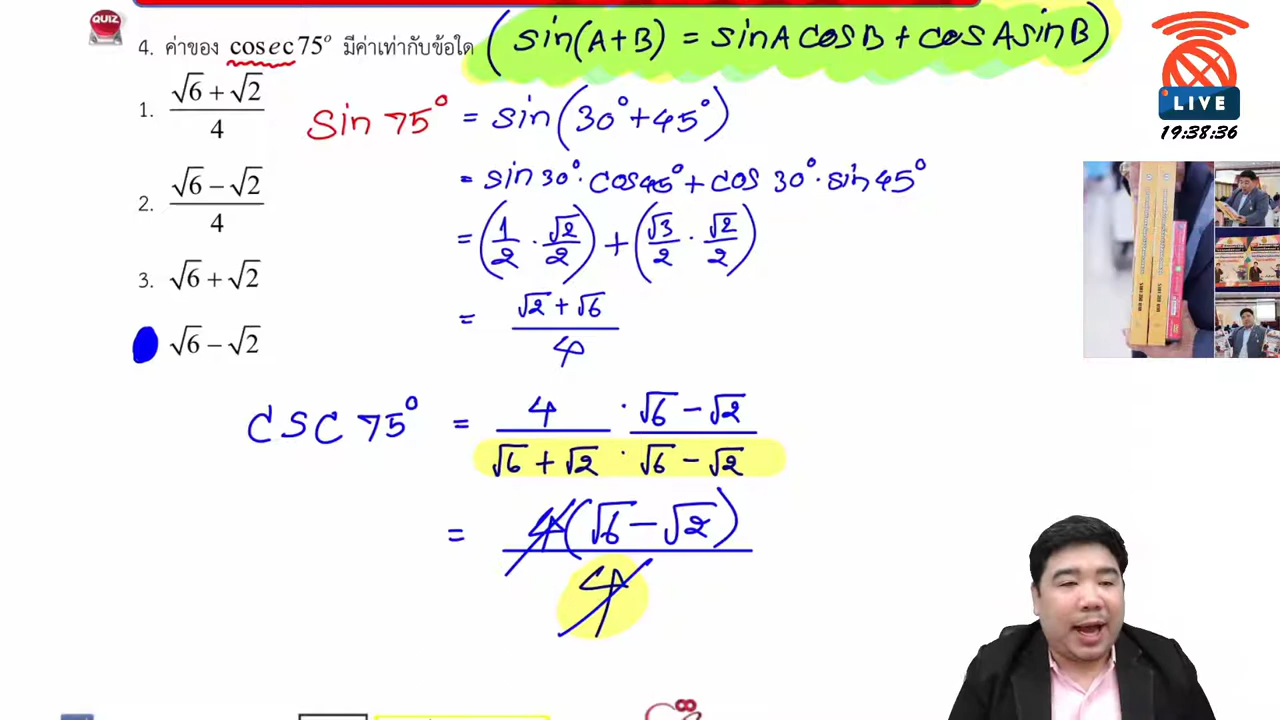 QUIZ
4. ค่าของ cosec 75° มีค่าเท่ากับข้อใด (sin(A+B) = sinA cosB + cosA sinB)
1. (√6 + √2)/4
sin 75° = sin(30°+45°)
= sin 30° · cos 45° + cos 30° · sin 45°
2. (√6 − √2)/4
= (1/2 · √2/2) + (√3/2 · √2/2)
3. √6 + √2
= (√2 + √6)/4
√6 − √2
csc 75° = 4/(√6 + √2) · (√6 − √2)/(√6 − √2)
= 4(√6 − √2)/4
LIVE
19:38:36